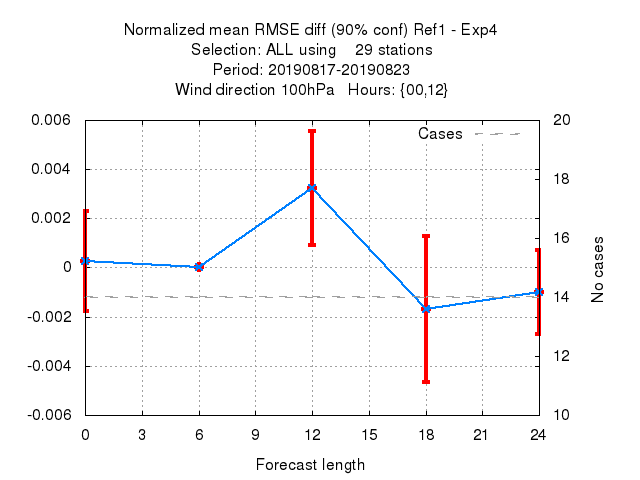 Normalized mean RMSE diff (90% conf) Ref1 - Exp4
Selection: ALL using    29 stations
Period: 20190817-20190823
Wind direction 100hPa   Hours: {00,12}
Cases
0.006
0.004
0.002
0
-0.002
-0.004
-0.006
20
18
16
14
12
10
No cases
0 3 6 9 12 15 18 21 24
Forecast length